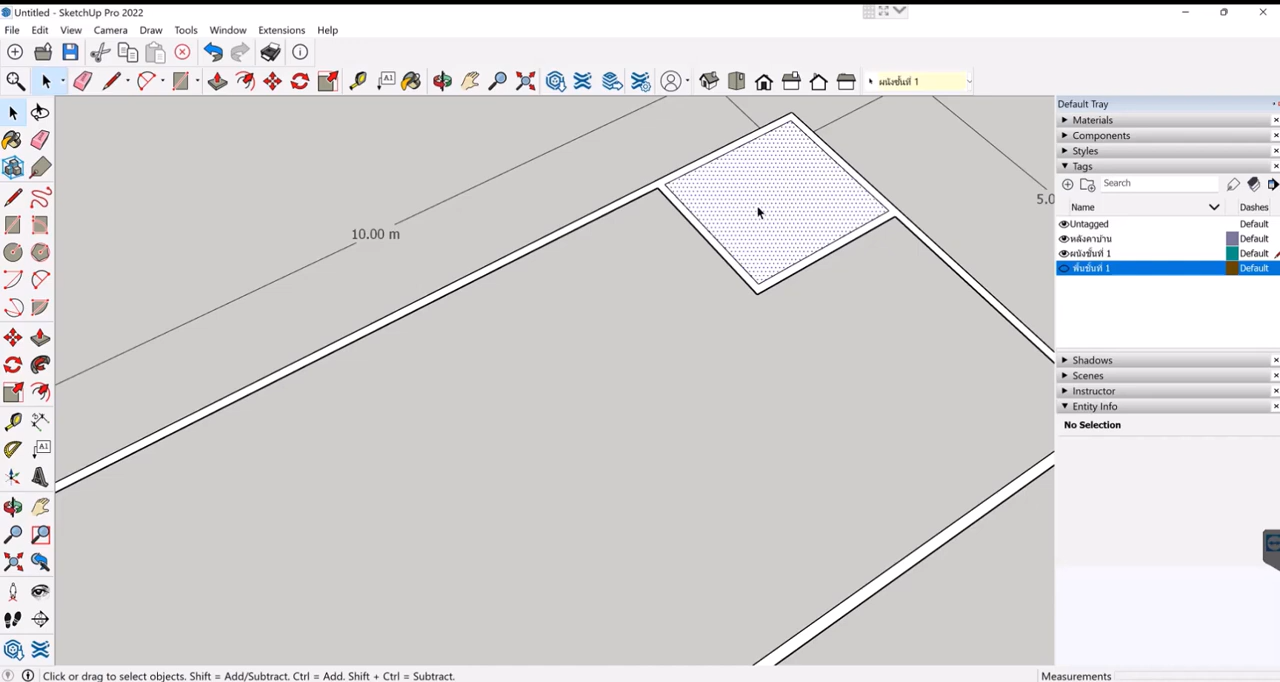 Untitled - SketchUp Pro 2022
File Edit View Camera Draw Tools Window Extensions Help
ผนังชั้นที่ 1
Default Tray
Materials
Components
Styles
Tags
Search
Name Dashes
Untagged Default
หลังคาบ้าน Default
ผนังชั้นที่ 1 Default
พื้นชั้นที่ 1 Default
5.0
10.00 m
Shadows
Scenes
Instructor
Entity Info
No Selection
A1
A1
Click or drag to select objects. Shift = Add/Subtract. Ctrl = Add. Shift + Ctrl = Subtract.
Measurements